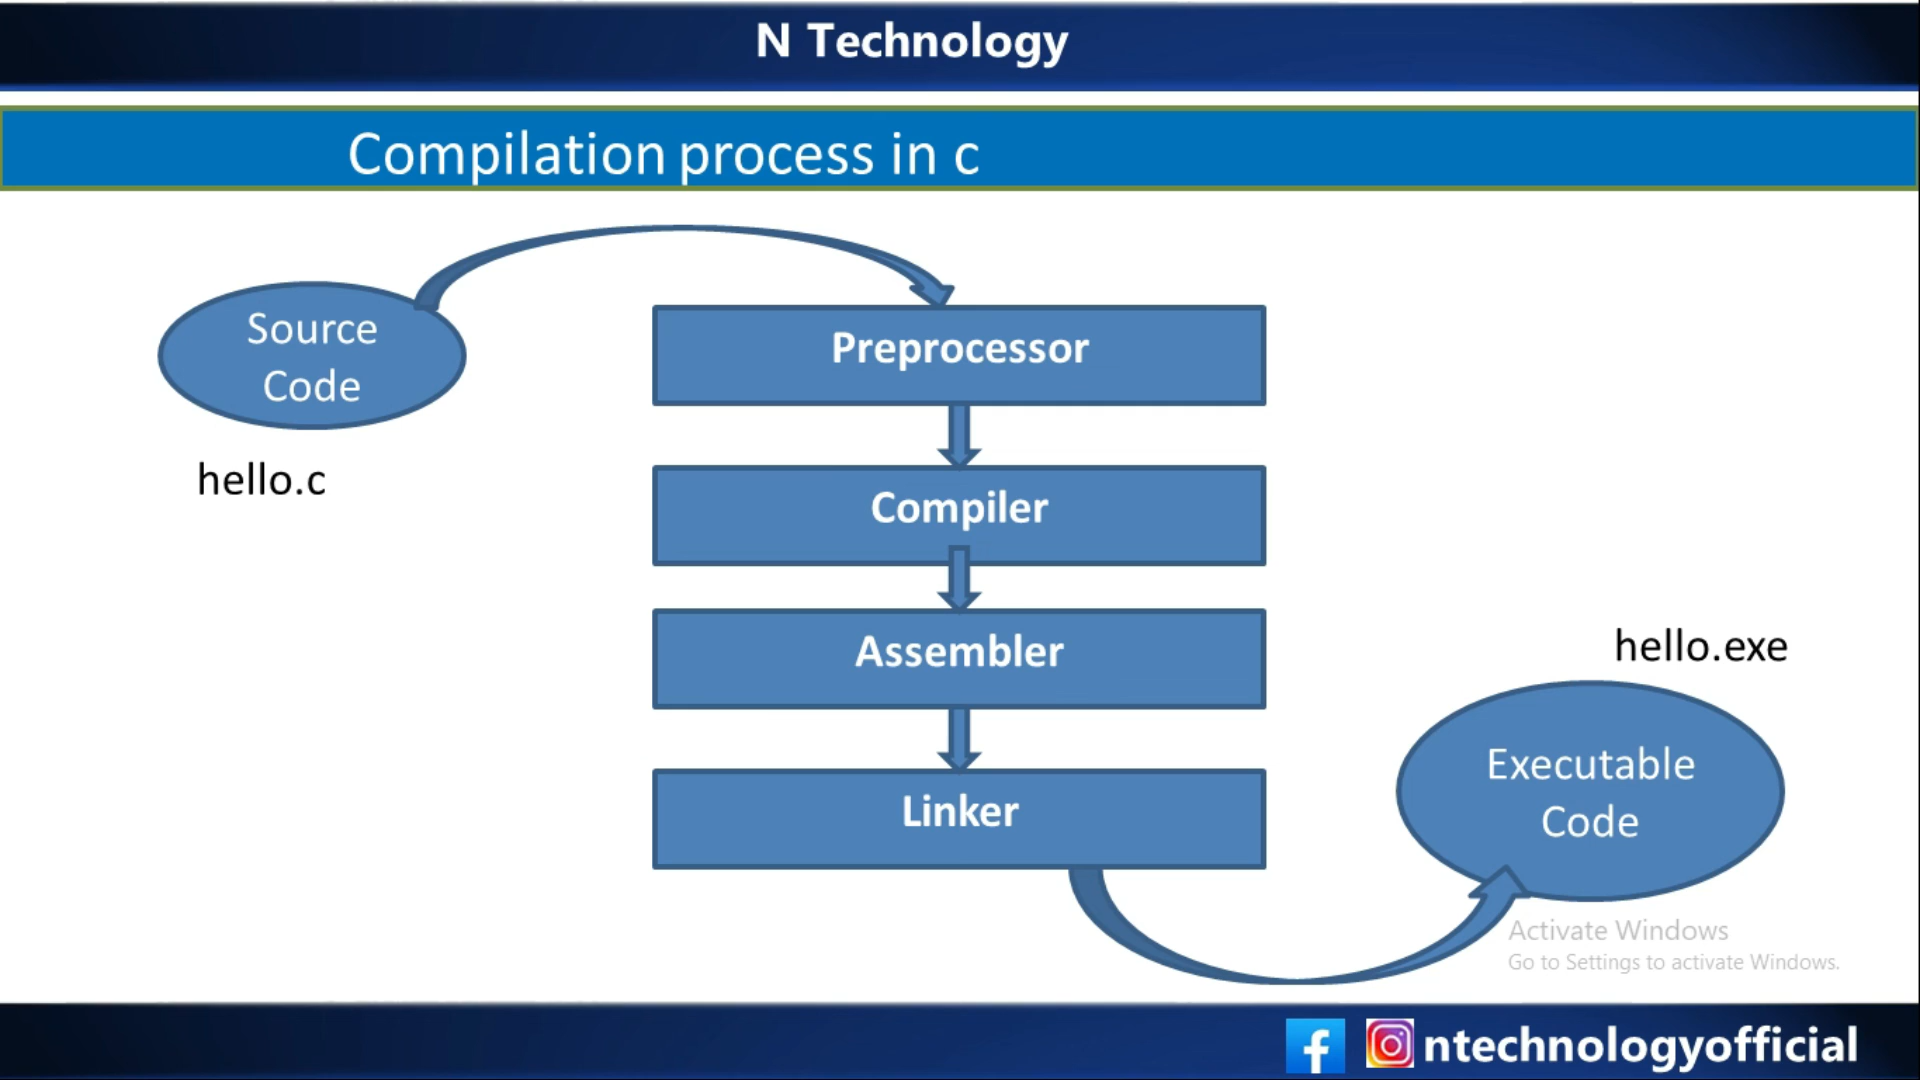 N Technology
Compilation process in c
Source
Code
hello.c
Preprocessor
Compiler
Assembler
Linker
hello.exe
Executable
Code
Activate Windows
Go to Settings to activate Windows.
ntechnologyofficial